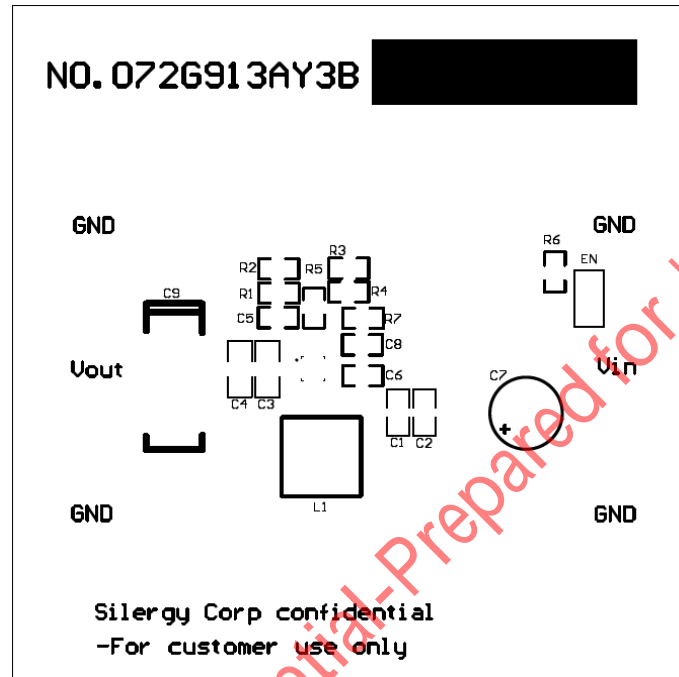 NO. 072G913AY3B
GND GND
R6
R3
EN
R2 R5
R1 R4
C9
C5 R7
C8
Vout Vin
C6 C7
C4 C3
C1 C2
L1
GND GND
ntial-Prepared for
Silergy Corp confidential
-For customer use only